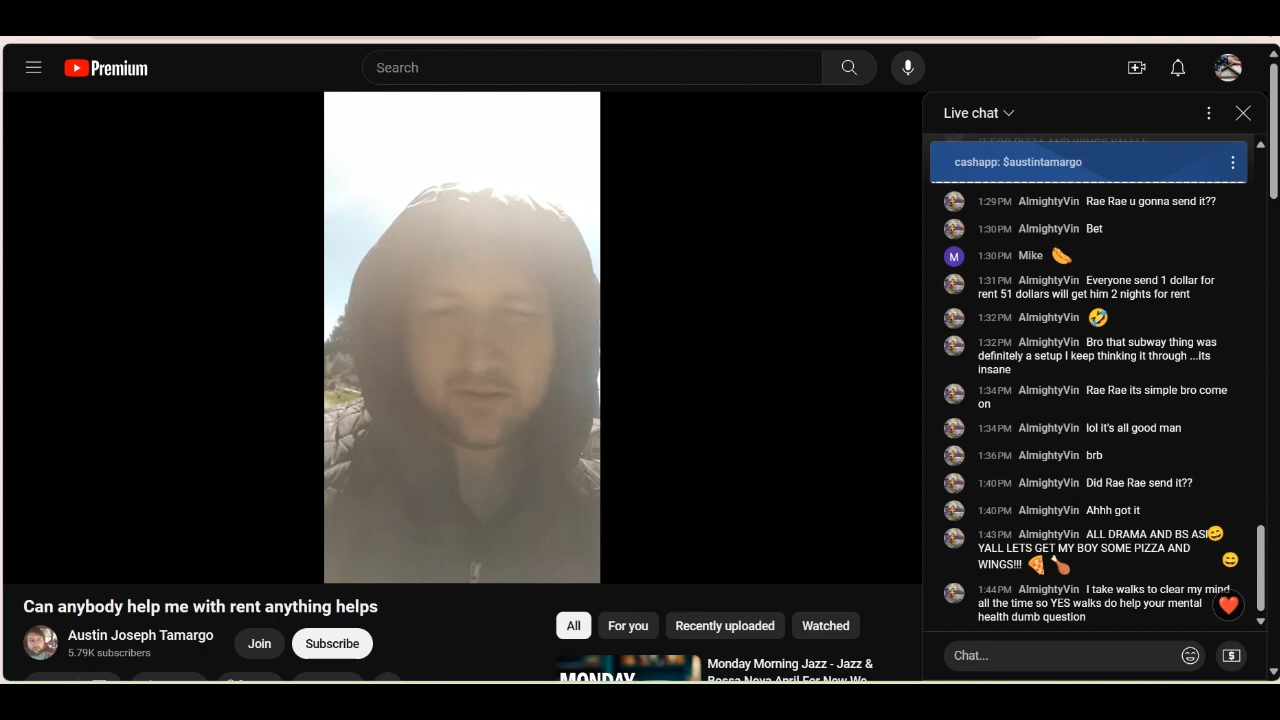 Premium
Search
Live chat
cashapp: $austintamargo
1:29 PM AlmightyVin Rae Rae u gonna send it??
1:30 PM AlmightyVin Bet
M 1:30 PM Mike
1:31 PM AlmightyVin Everyone send 1 dollar for
rent 51 dollars will get him 2 nights for rent
1:32 PM AlmightyVin
1:32 PM AlmightyVin Bro that subway thing was
definitely a setup I keep thinking it through ...its
insane
1:34 PM AlmightyVin Rae Rae its simple bro come
on
1:34 PM AlmightyVin lol it's all good man
1:36 PM AlmightyVin brb
1:40 PM AlmightyVin Did Rae Rae send it??
1:40 PM AlmightyVin Ahhh got it
1:43 PM AlmightyVin ALL DRAMA AND BS
YALL LETS GET MY BOY SOME PIZZA AND
WINGS!!!
1:44 PM AlmightyVin I take walks to clear my mind
all the time so YES walks do help your mental
health dumb question
Chat...
Can anybody help me with rent anything helps
Austin Joseph Tamargo
5.79K subscribers
Join
Subscribe
All
For you
Recently uploaded
Watched
MONDAY
Monday Morning Jazz - Jazz &
Bossa Nova April For New We